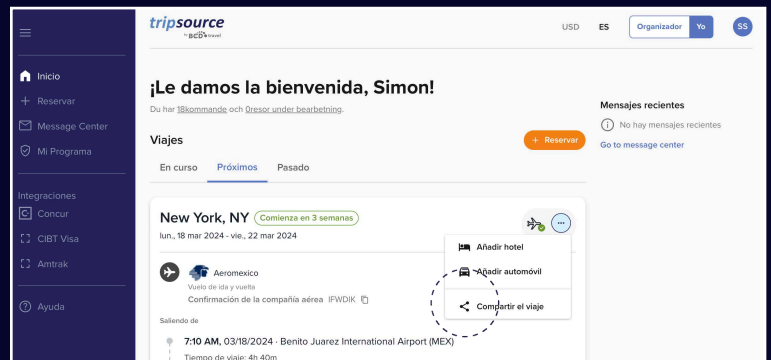 tripsource
by BCD travel
USD
ES
Organizador
Yo
SS
Inicio
Reservar
Message Center
Mi Programa
Integraciones
Concur
CIBT Visa
Amtrak
Ayuda
¡Le damos la bienvenida, Simon!
Du har 18kommande och 0resor under bearbetning.
Viajes
+ Reservar
En curso
Próximos
Pasado
New York, NY
Comienza en 3 semanas
lun., 18 mar 2024 - vie., 22 mar 2024
Añadir hotel
Añadir automóvil
Compartir el viaje
Aeromexico
Vuelo de ida y vuelta
Confirmación de la compañía aérea IFWDIK
Saliendo de
7:10 AM, 03/18/2024 · Benito Juarez International Airport (MEX)
Tiempo de viaje: 4h 40m
Mensajes recientes
No hay mensajes recientes
Go to message center